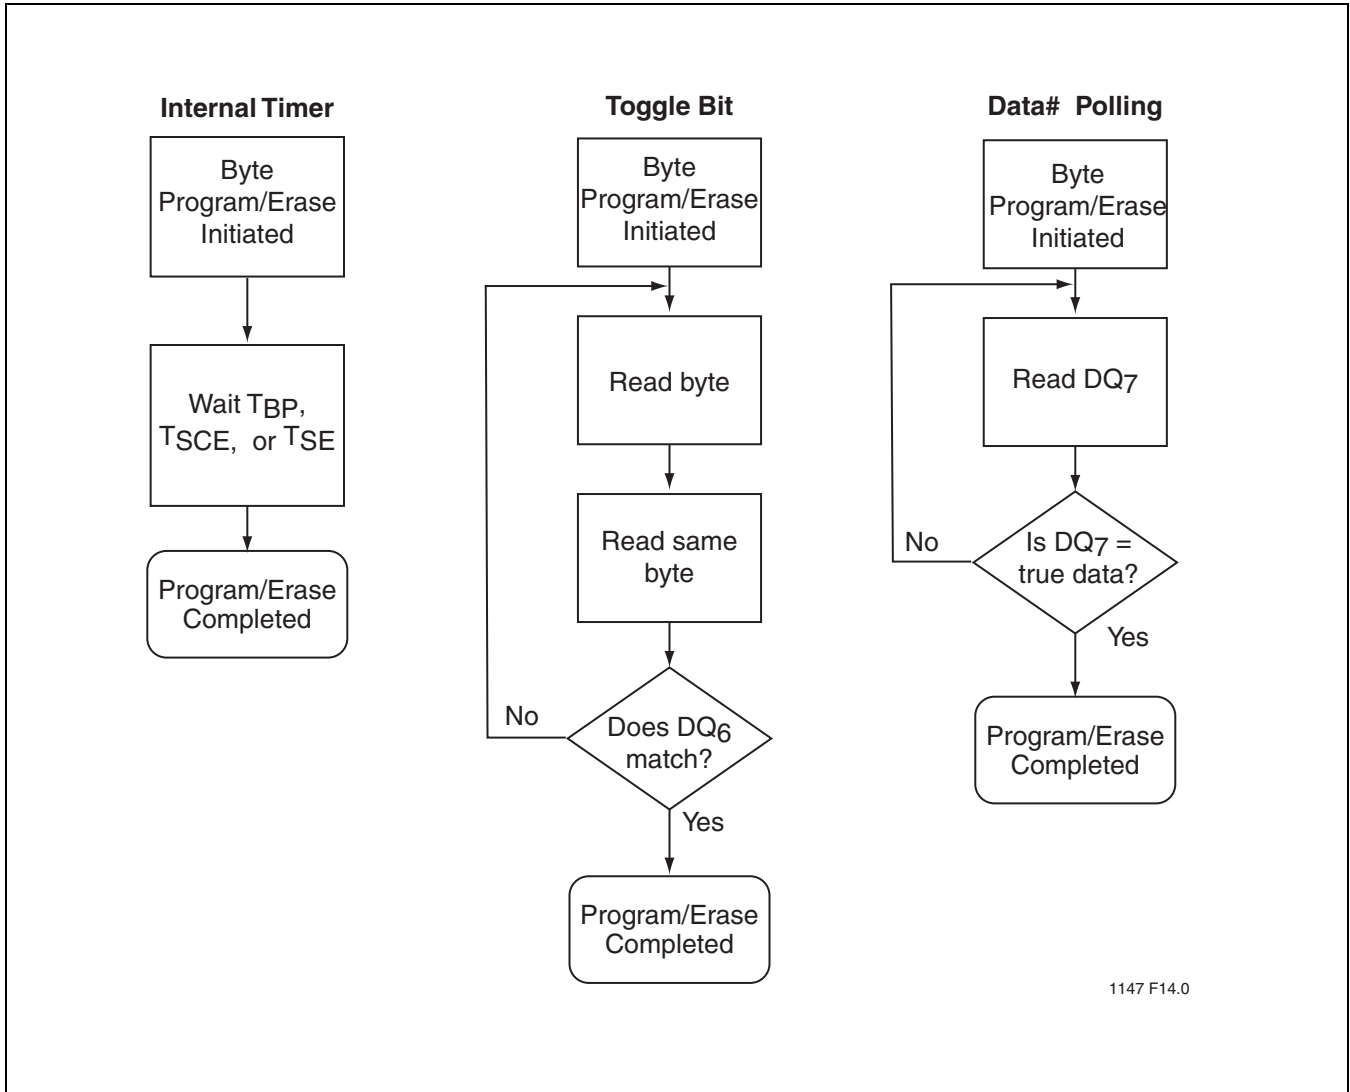 Internal Timer
Byte
Program/Erase
Initiated
Wait TBP,
TSCE, or TSE
Program/Erase
Completed
Toggle Bit
Byte
Program/Erase
Initiated
Read byte
Read same
byte
Does DQ6
match?
No
Yes
Program/Erase
Completed
Data# Polling
Byte
Program/Erase
Initiated
Read DQ7
Is DQ7 =
true data?
No
Yes
Program/Erase
Completed
1147 F14.0